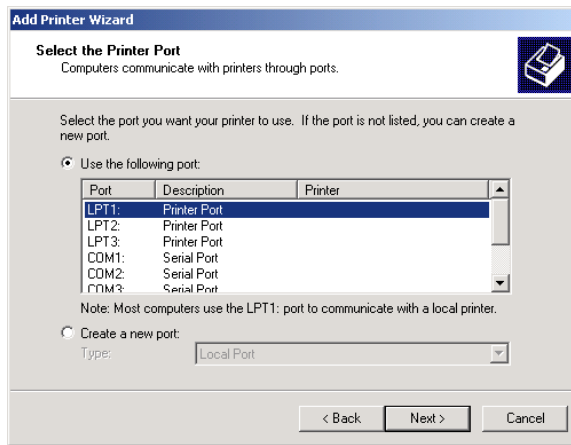 Add Printer Wizard
Select the Printer Port
Computers communicate with printers through ports.
Select the port you want your printer to use. If the port is not listed, you can create a
new port.
Use the following port:
Port Description Printer
LPT1: Printer Port
LPT2: Printer Port
LPT3: Printer Port
COM1: Serial Port
COM2: Serial Port
COM3: Serial Port
Note: Most computers use the LPT1: port to communicate with a local printer.
Create a new port:
Type: Local Port
< Back Next > Cancel